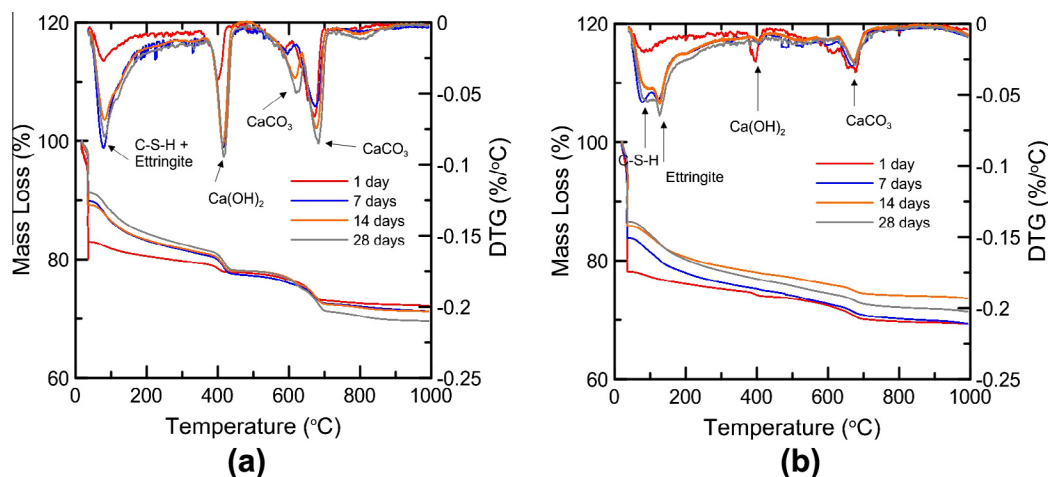 120
100
80
60
Mass Loss (%)
0
-0.05
-0.1
-0.15
-0.2
-0.25
DTG (%/°C)
C-S-H +
Ettringite
Ca(OH)2
CaCO3
CaCO3
1 day
7 days
14 days
28 days
0 200 400 600 800 1000
Temperature (°C)
(a)
120
100
80
60
Mass Loss (%)
0
-0.05
-0.1
-0.15
-0.2
-0.25
DTG (%/°C)
C-S-H
Ettringite
Ca(OH)2
CaCO3
1 day
7 days
14 days
28 days
0 200 400 600 800 1000
Temperature (°C)
(b)